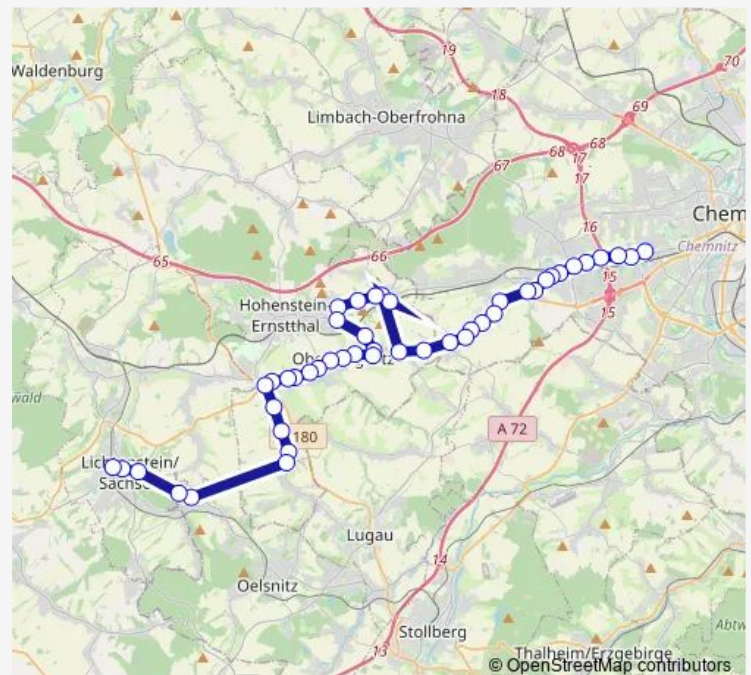 19
70
Waldenburg
69
18
Limbach-Oberfrohna
68
68
17
67
17
16
Chem
66
65
Chemnitz
15
Hohenstein
Ernstthal
15
180
A 72
Sachse
Lugau
14
Oelsnitz
Stollberg
13
Thalheim/Erzgebirge
© OpenStreetMap contributors